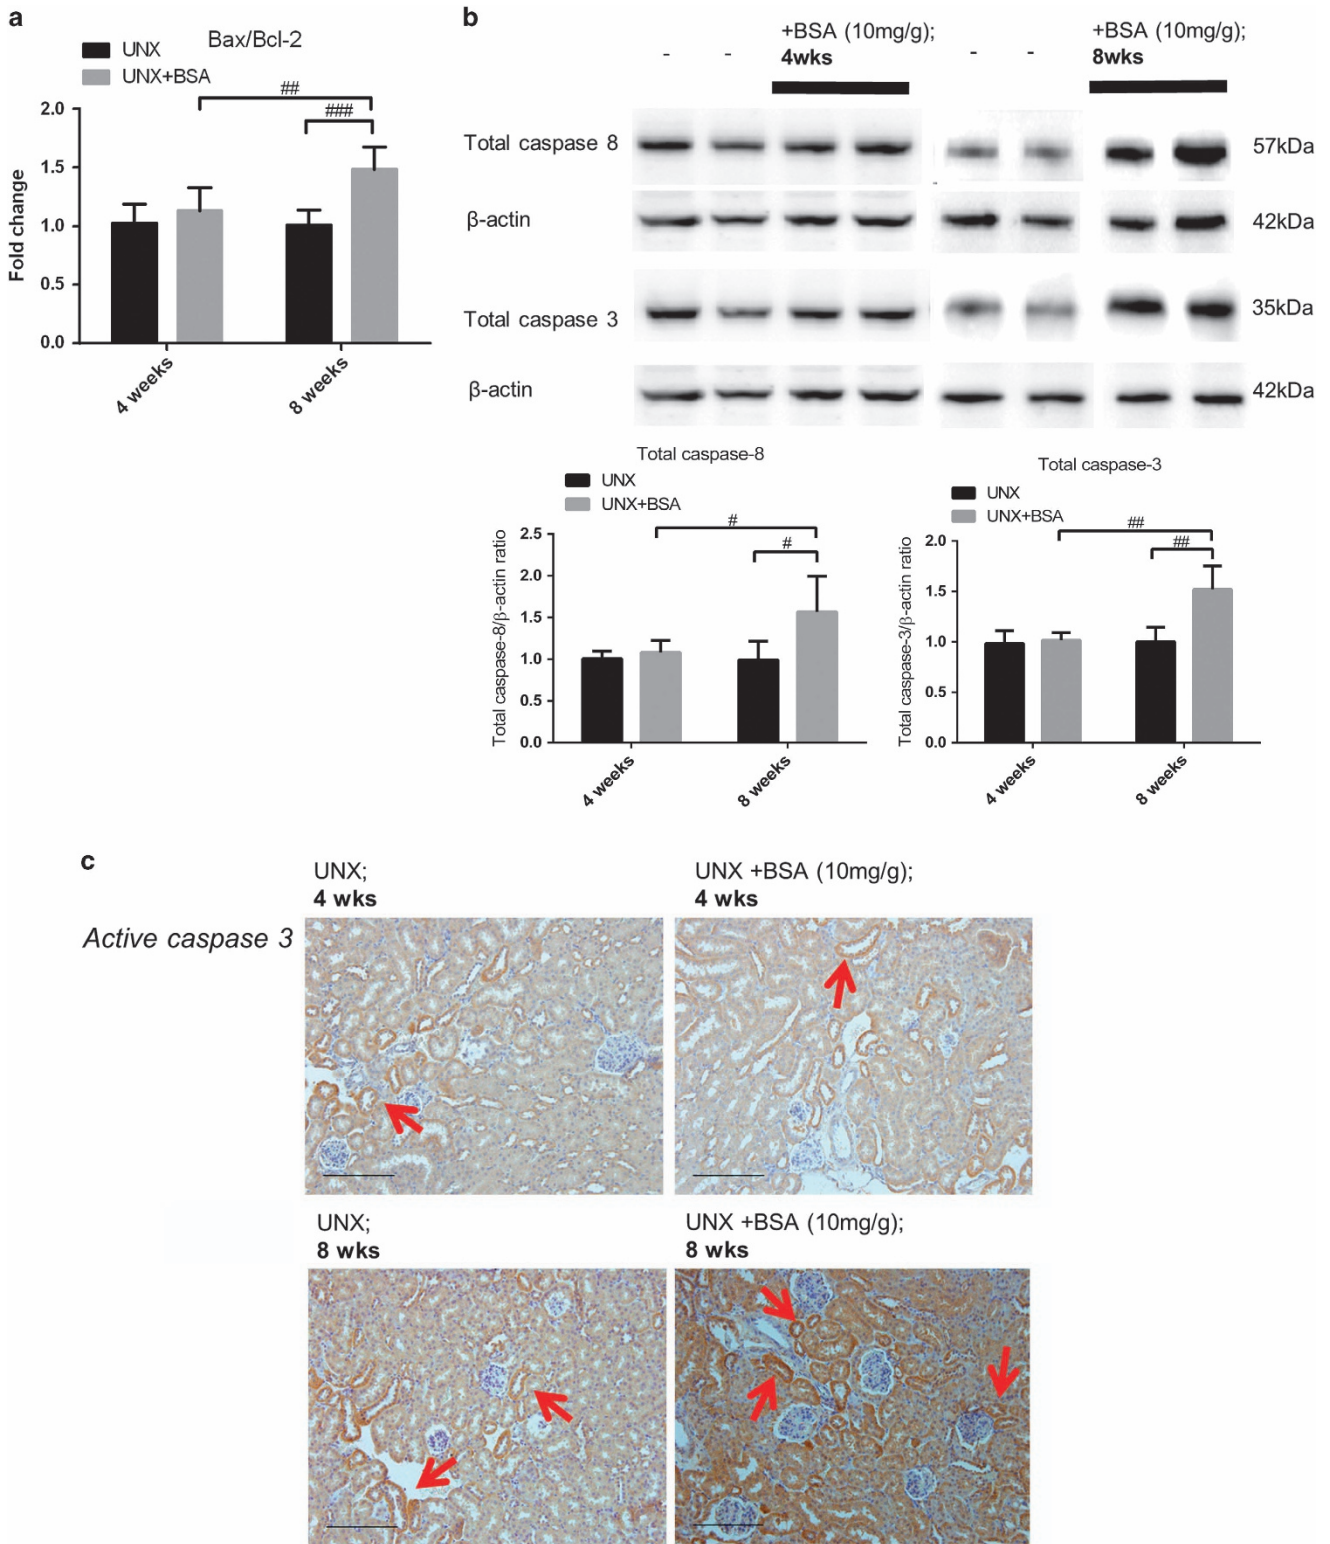 a
Bax/Bcl-2
UNX
UNX+BSA
##
###
2.0
1.5
1.0
0.5
0.0
Fold change
4 weeks
8 weeks
b
+BSA (10mg/g);
4wks
+BSA (10mg/g);
8wks
- - - -
Total caspase 8
57kDa
β-actin
42kDa
Total caspase 3
35kDa
β-actin
42kDa
Total caspase-8
UNX
UNX+BSA
#
#
2.5
2.0
1.5
1.0
0.5
0.0
Total caspase-8/β-actin ratio
4 weeks
8 weeks
Total caspase-3
UNX
UNX+BSA
##
##
2.0
1.5
1.0
0.5
0.0
Total caspase-3/β-actin ratio
4 weeks
8 weeks
c
Active caspase 3
UNX;
4 wks
UNX +BSA (10mg/g);
4 wks
UNX;
8 wks
UNX +BSA (10mg/g);
8 wks